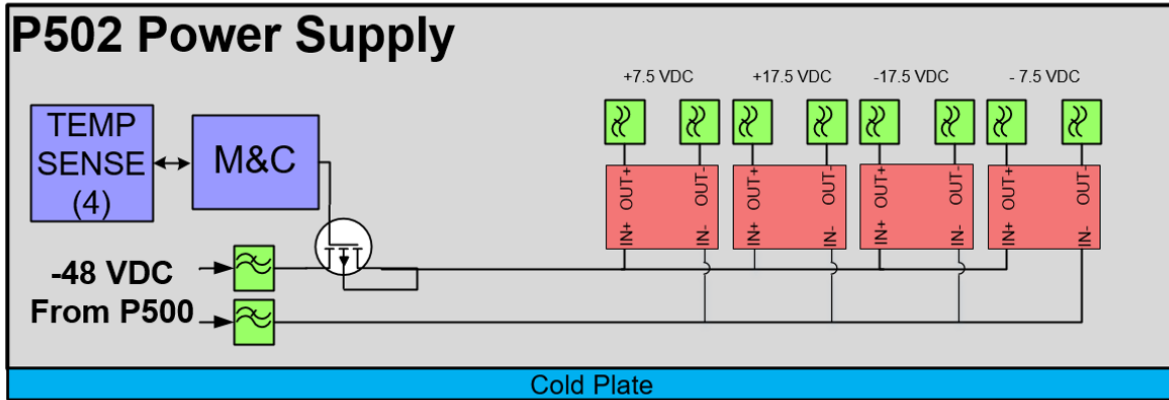 P502 Power Supply
+7.5 VDC
+17.5 VDC
-17.5 VDC
- 7.5 VDC
TEMP
SENSE
(4)
M&C
OUT+
OUT-
OUT+
OUT-
OUT+
OUT-
OUT+
OUT-
IN+
IN-
IN+
IN-
IN+
IN-
IN+
IN-
-48 VDC
From P500
Cold Plate